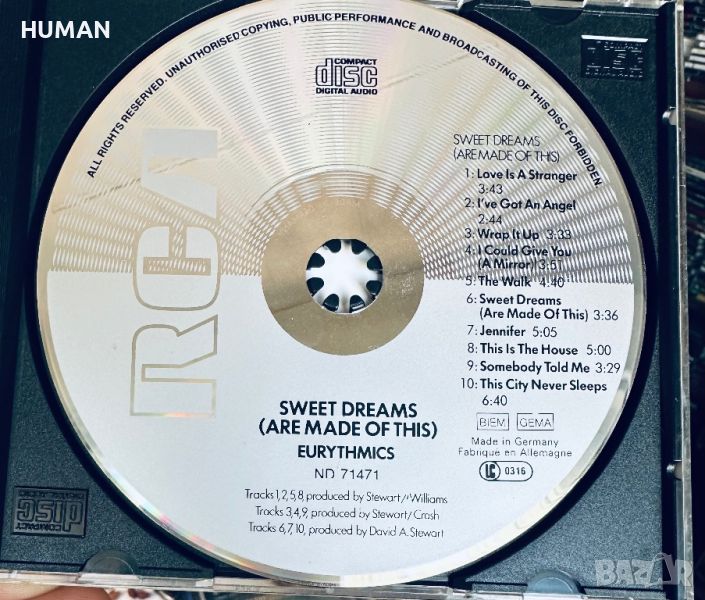 HUMAN
ALL RIGHTS RESERVED. UNAUTHORISED COPYING, PUBLIC PERFORMANCE AND BROADCASTING OF THIS DISC FORBIDDEN.
COMPACT
disc
DIGITAL AUDIO
RCA
SWEET DREAMS
(ARE MADE OF THIS)
1: Love Is A Stranger
3:43
2: I've Got An Angel
2:44
3: Wrap It Up 3:33
4: I Could Give You
(A Mirror) 3:51
5: The Walk 4:40
6: Sweet Dreams
(Are Made Of This) 3:36
7: Jennifer 5:05
8: This Is The House 5:00
9: Somebody Told Me 3:29
10: This City Never Sleeps
6:40
BIEM GEMA
Made in Germany
Fabriqué en Allemagne
LC 0316
SWEET DREAMS
(ARE MADE OF THIS)
EURYTHMICS
ND 71471
Tracks 1,2,5,8, produced by Stewart/Williams
Tracks 3,4,9, produced by Stewart/Crash
Tracks 6,7,10, produced by David A. Stewart
COMPACT
disc
DIGITAL AUDIO
BAZAR